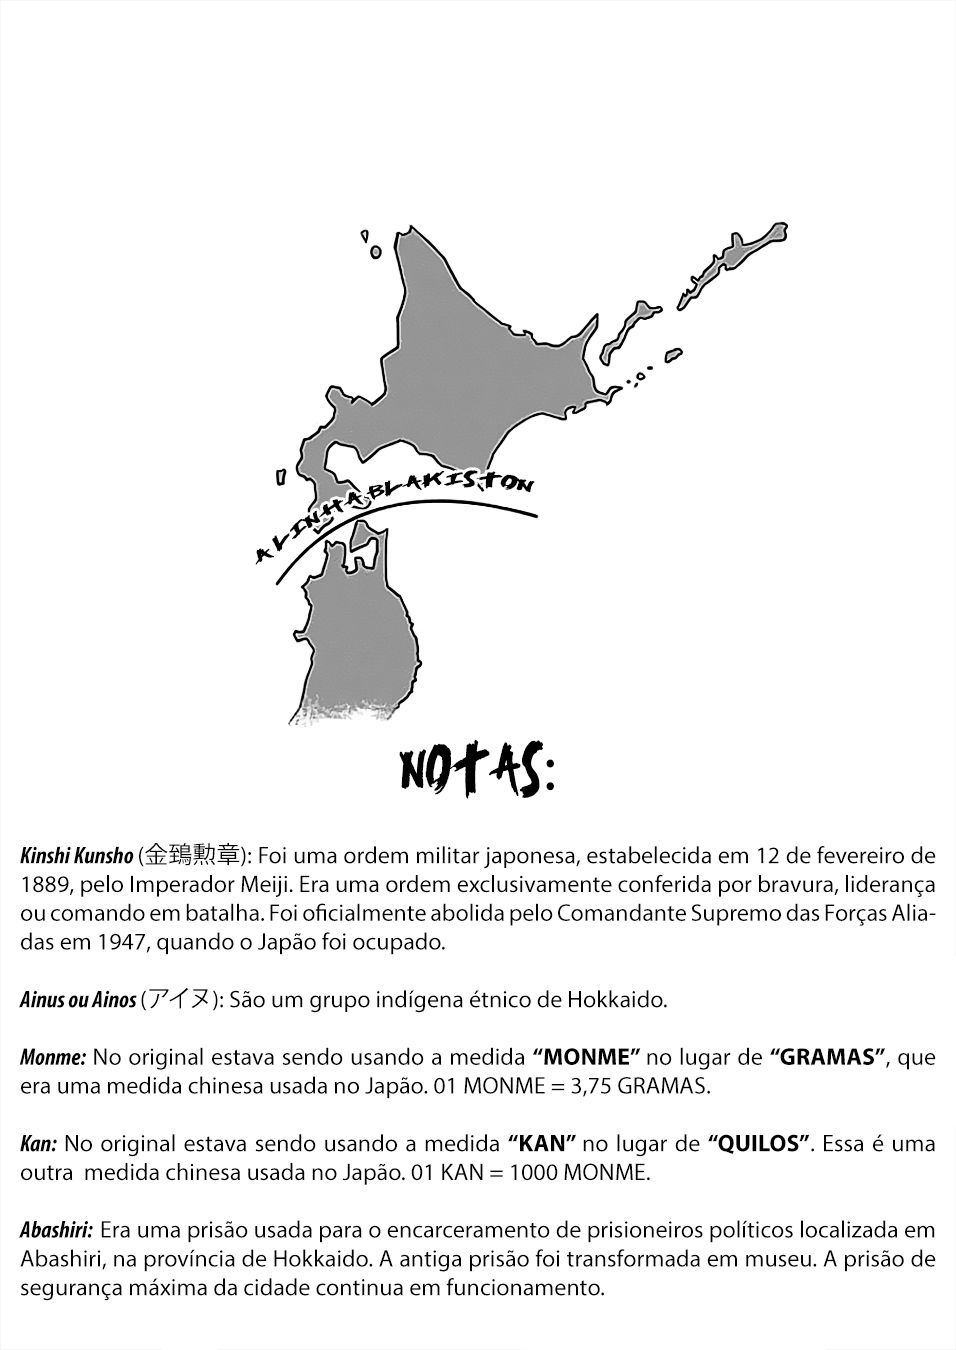 A LINHA BLAKISTON
NOTAS:
Kinshi Kunsho (金鵄勲章): Foi uma ordem militar japonesa, estabelecida em 12 de fevereiro de
1889, pelo Imperador Meiji. Era uma ordem exclusivamente conferida por bravura, liderança
ou comando em batalha. Foi oficialmente abolida pelo Comandante Supremo das Forças Alia-
das em 1947, quando o Japão foi ocupado.
Ainus ou Ainos (アイヌ): São um grupo indígena étnico de Hokkaido.
Monme: No original estava sendo usando a medida “MONME” no lugar de “GRAMAS”, que
era uma medida chinesa usada no Japão. 01 MONME = 3,75 GRAMAS.
Kan: No original estava sendo usando a medida “KAN” no lugar de “QUILOS”. Essa é uma
outra medida chinesa usada no Japão. 01 KAN = 1000 MONME.
Abashiri: Era uma prisão usada para o encarceramento de prisioneiros políticos localizada em
Abashiri, na província de Hokkaido. A antiga prisão foi transformada em museu. A prisão de
segurança máxima da cidade continua em funcionamento.